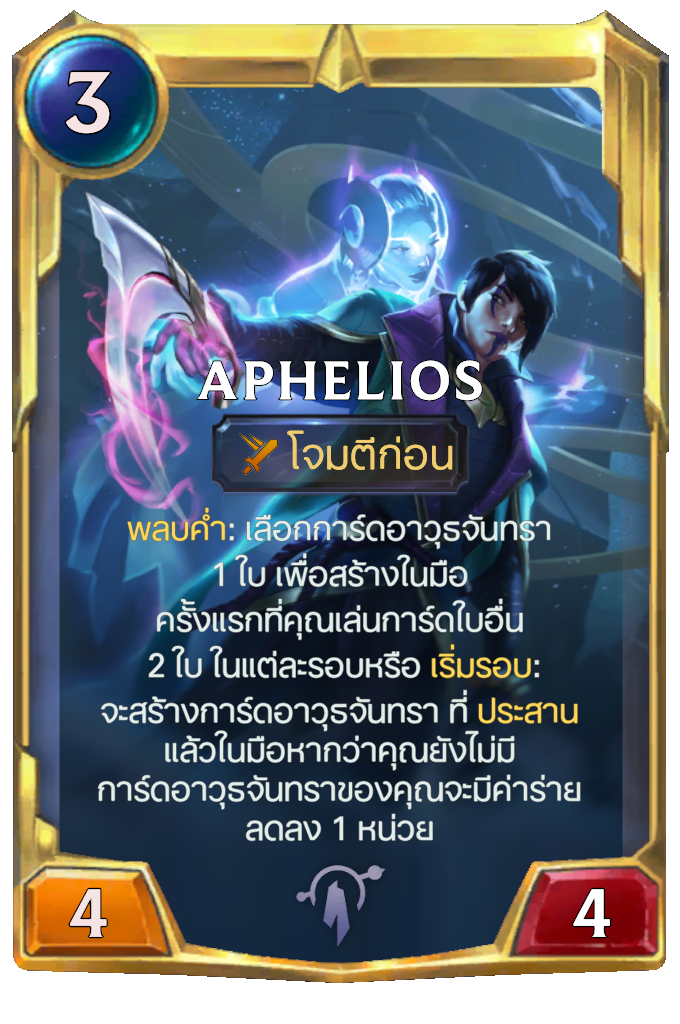 3
APHELIOS
โจมตีก่อน
พลบค่ำ: เลือกการ์ดอาวุธจันทรา
1 ใบ เพื่อสร้างในมือ
ครั้งแรกที่คุณเล่นการ์ดใบอื่น
2 ใบ ในแต่ละรอบหรือ เริ่มรอบ:
จะสร้างการ์ดอาวุธจันทรา ที่ ประสาน
แล้วในมือหากว่าคุณยังไม่มี
การ์ดอาวุธจันทราของคุณจะมีค่าร่าย
ลดลง 1 หน่วย
4 4